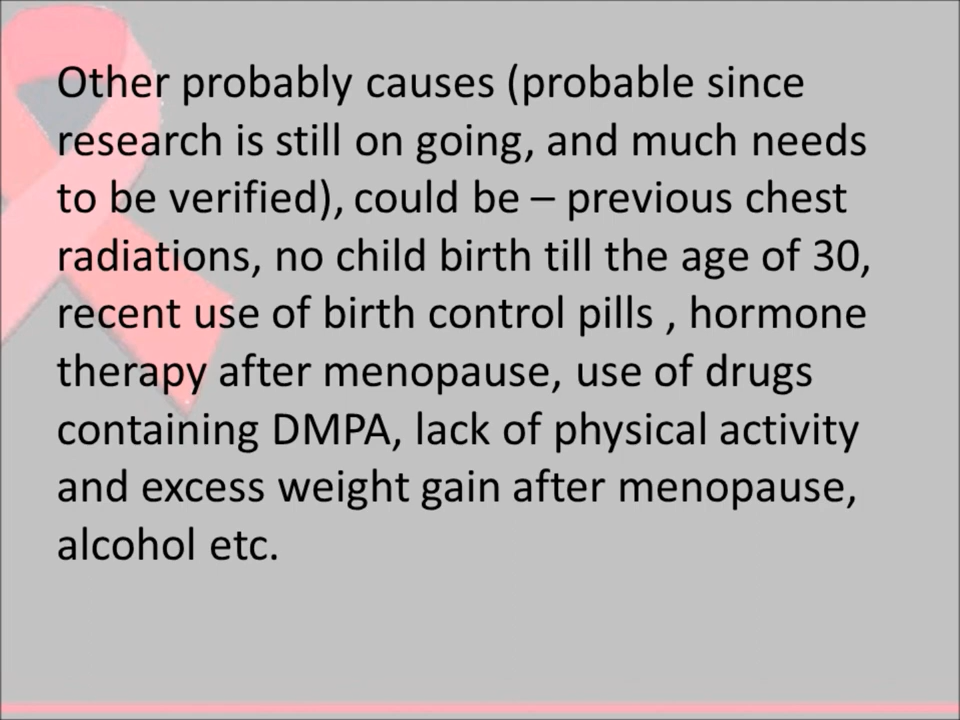 Other probably causes (probable since
research is still on going, and much needs
to be verified), could be – previous chest
radiations, no child birth till the age of 30,
recent use of birth control pills , hormone
therapy after menopause, use of drugs
containing DMPA, lack of physical activity
and excess weight gain after menopause,
alcohol etc.